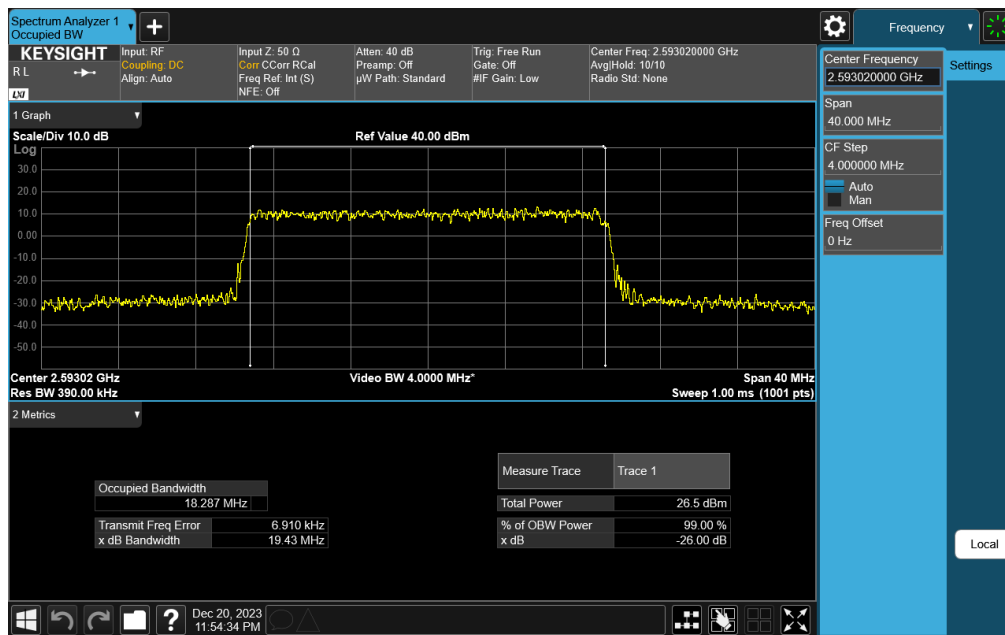 Spectrum Analyzer 1
Occupied BW
Frequency
KEYSIGHT
R L
LXI
Input: RF
Coupling: DC
Align: Auto
Input Z: 50 Ω
Corr CCorr RCal
Freq Ref: Int (S)
NFE: Off
Atten: 40 dB
Preamp: Off
µW Path: Standard
Trig: Free Run
Gate: Off
#IF Gain: Low
Center Freq: 2.593020000 GHz
Avg|Hold: 10/10
Radio Std: None
Center Frequency
2.593020000 GHz
Settings
Span
40.000 MHz
CF Step
4.000000 MHz
Auto
Man
Freq Offset
0 Hz
1 Graph
Scale/Div 10.0 dB
Ref Value 40.00 dBm
Log
30.0
20.0
10.0
0.00
-10.0
-20.0
-30.0
-40.0
-50.0
Center 2.59302 GHz
Video BW 4.0000 MHz*
Span 40 MHz
Res BW 390.00 kHz
Sweep 1.00 ms (1001 pts)
2 Metrics
Measure Trace Trace 1
Occupied Bandwidth
18.287 MHz
Total Power 26.5 dBm
Transmit Freq Error 6.910 kHz
% of OBW Power 99.00 %
x dB Bandwidth 19.43 MHz
x dB -26.00 dB
Local
?
Dec 20, 2023
11:54:34 PM